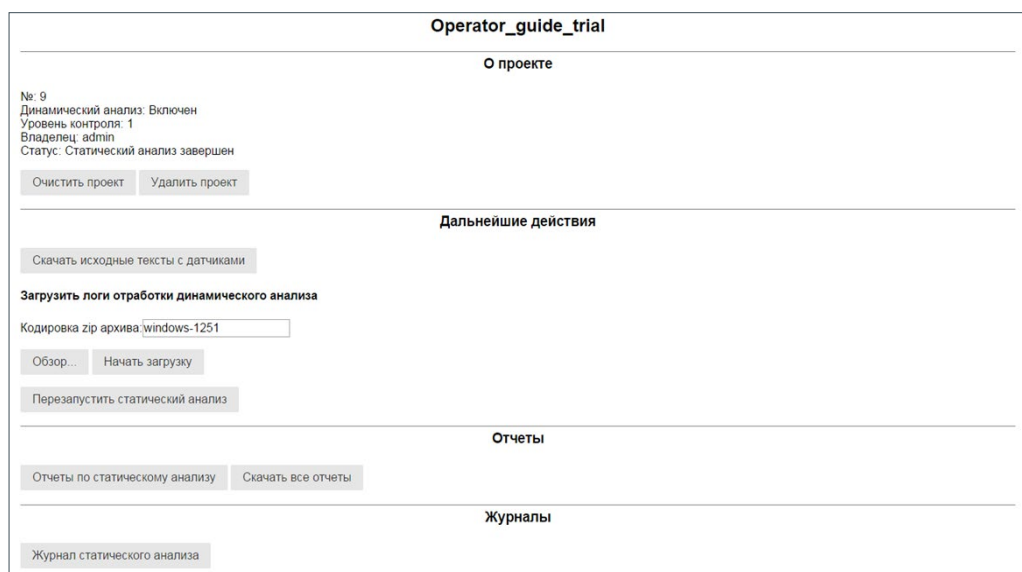 Operator_guide_trial
О проекте
№: 9
Динамический анализ: Включен
Уровень контроля: 1
Владелец: admin
Статус: Статический анализ завершен
Очистить проект Удалить проект
Дальнейшие действия
Скачать исходные тексты с датчиками
Загрузить логи отработки динамического анализа
Кодировка zip архива: windows-1251
Обзор... Начать загрузку
Перезапустить статический анализ
Отчеты
Отчеты по статическому анализу Скачать все отчеты
Журналы
Журнал статического анализа